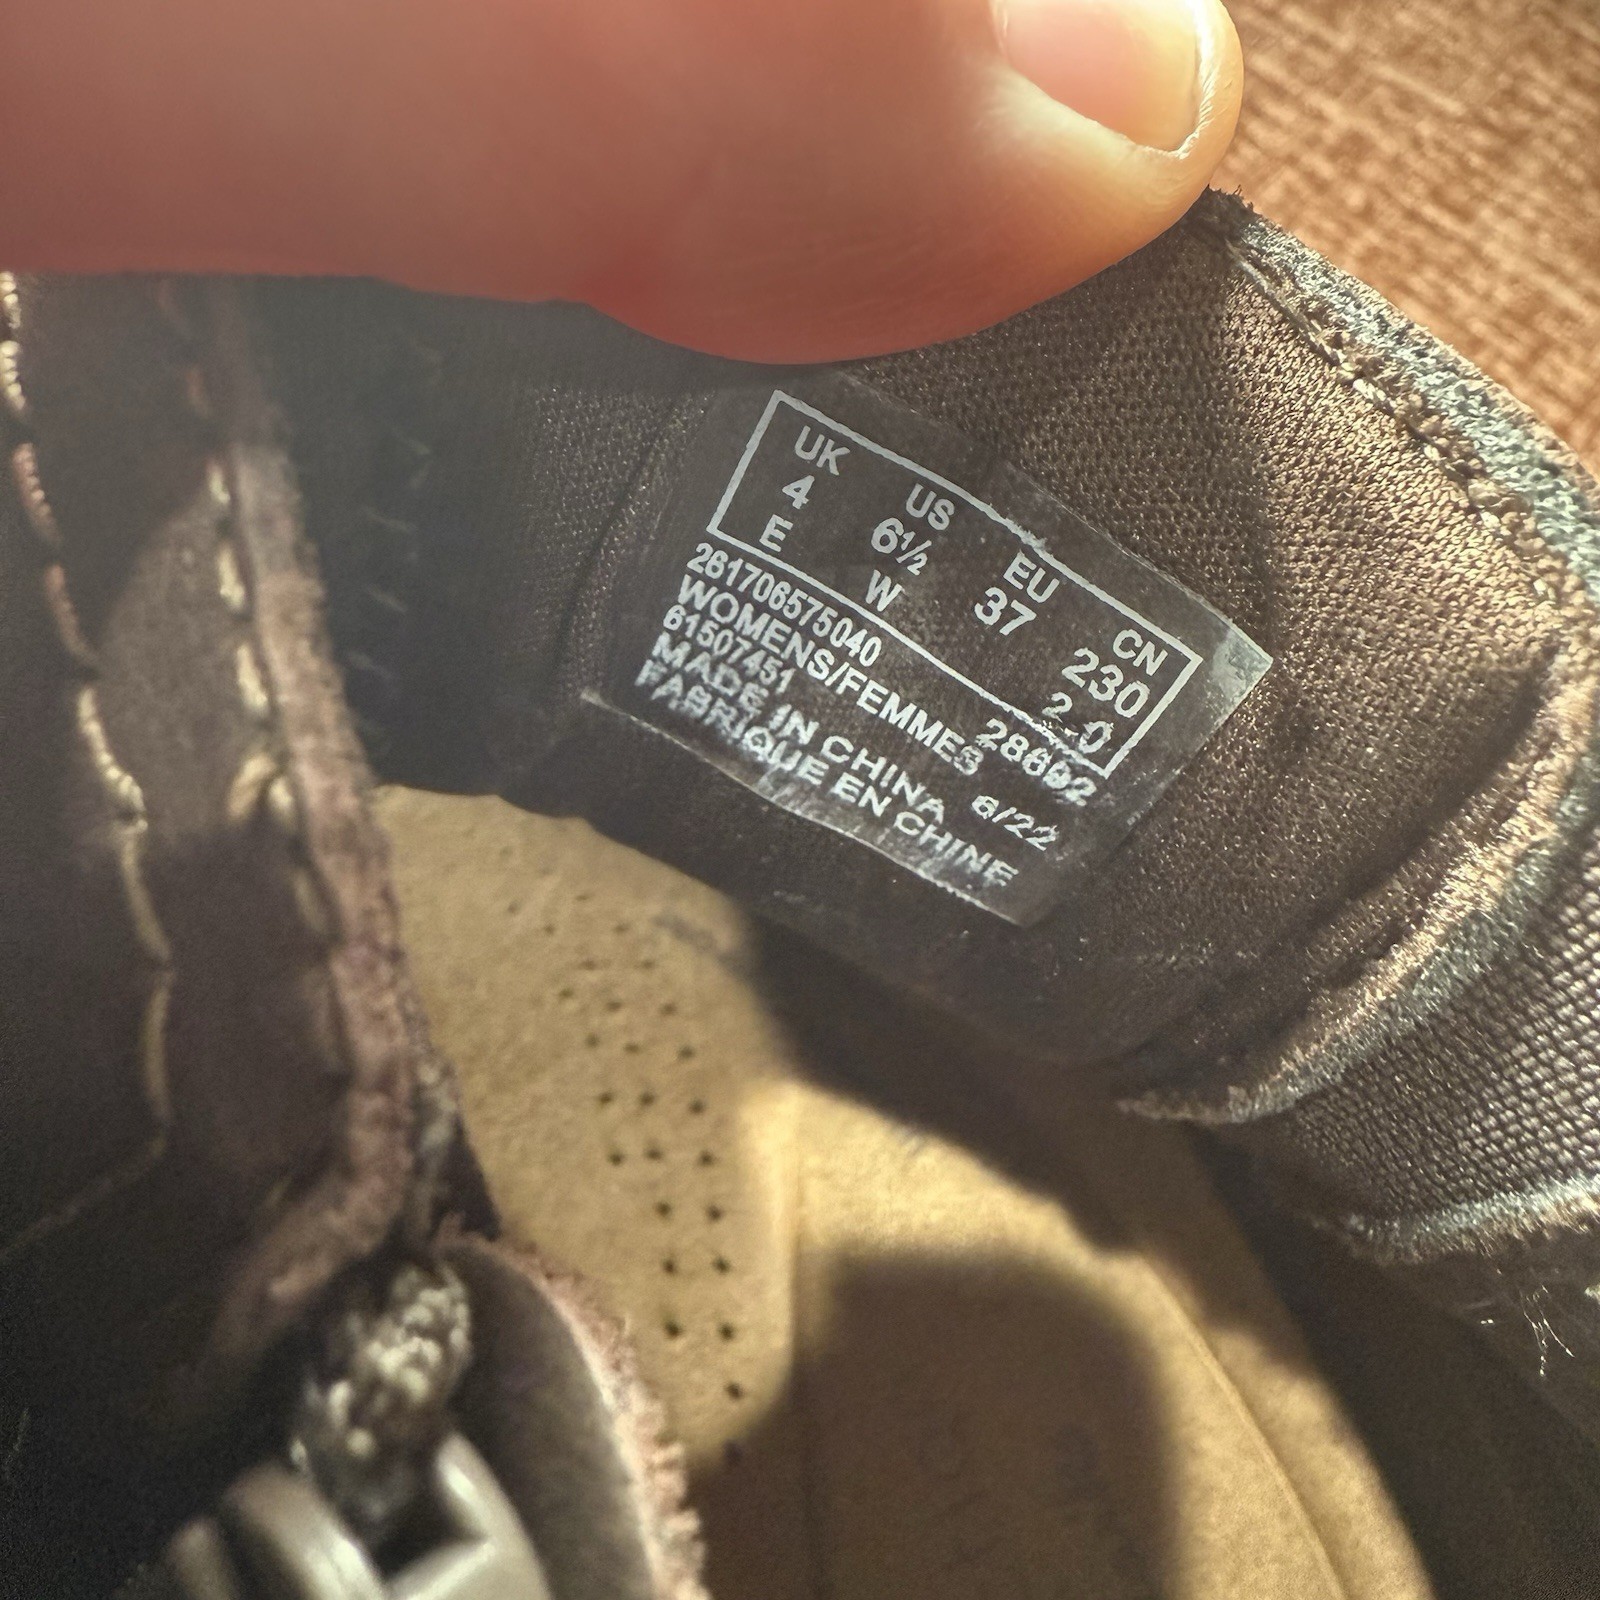 UK US EU CN
4 6½ 37 230
E W 2.0
261706575040
WOMENS/FEMMES
61507451
MADE IN CHINA 6/22
FABRIQUE EN CHINE